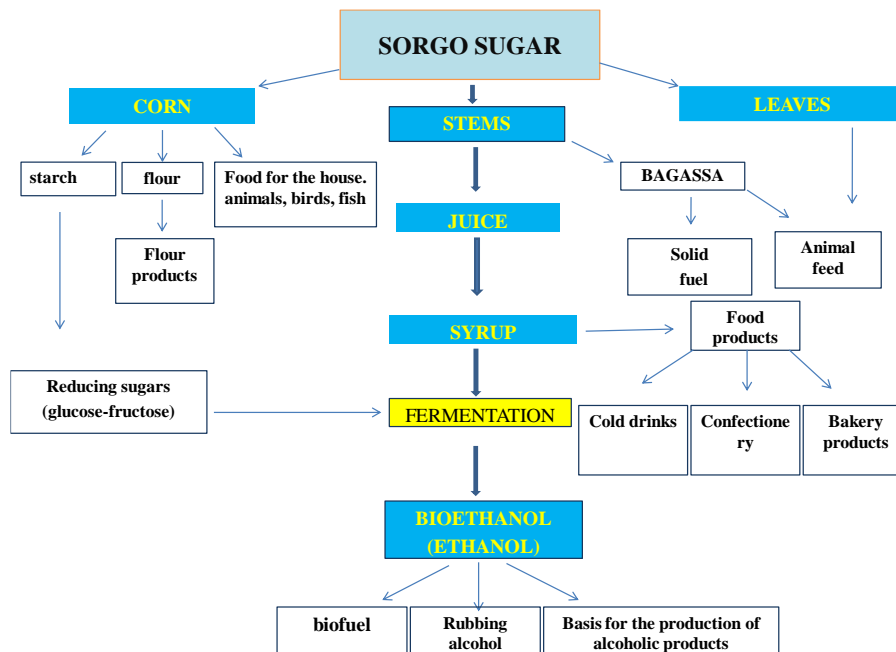 SORGO SUGAR
CORN
STEMS
LEAVES
starch
flour
Food for the house.
animals, birds, fish
BAGASSA
Flour
products
JUICE
Solid
fuel
Animal
feed
SYRUP
Food
products
Reducing sugars
(glucose-fructose)
FERMENTATION
Cold drinks
Confectione
ry
Bakery
products
BIOETHANOL
(ETHANOL)
biofuel
Rubbing
alcohol
Basis for the production of
alcoholic products